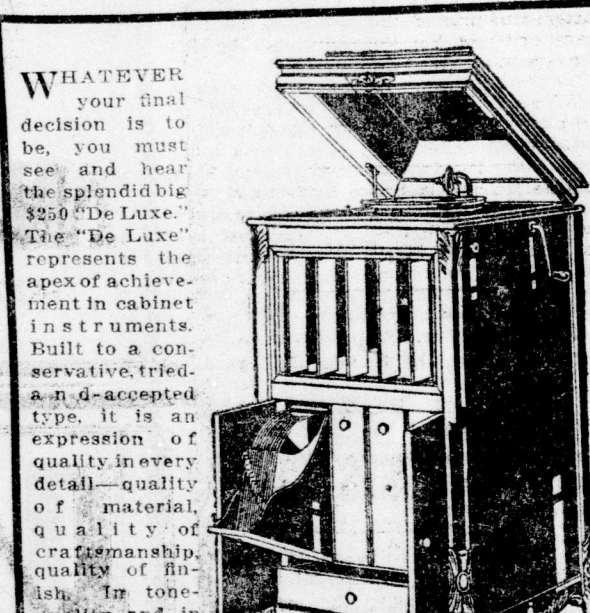 WHATEVER
your final
decision is to
be, you must
see and hear
the splendid big
$250 "De Luxe."
The "De Luxe"
represents the
apex of achieve-
ment in cabinet
instruments.
Built to a con-
servative, tried-
and-accepted
type, it is an
expression of
quality in every
detail—quality
of material,
quality of
craftsmanship,
quality of fin-
ish. In tone-